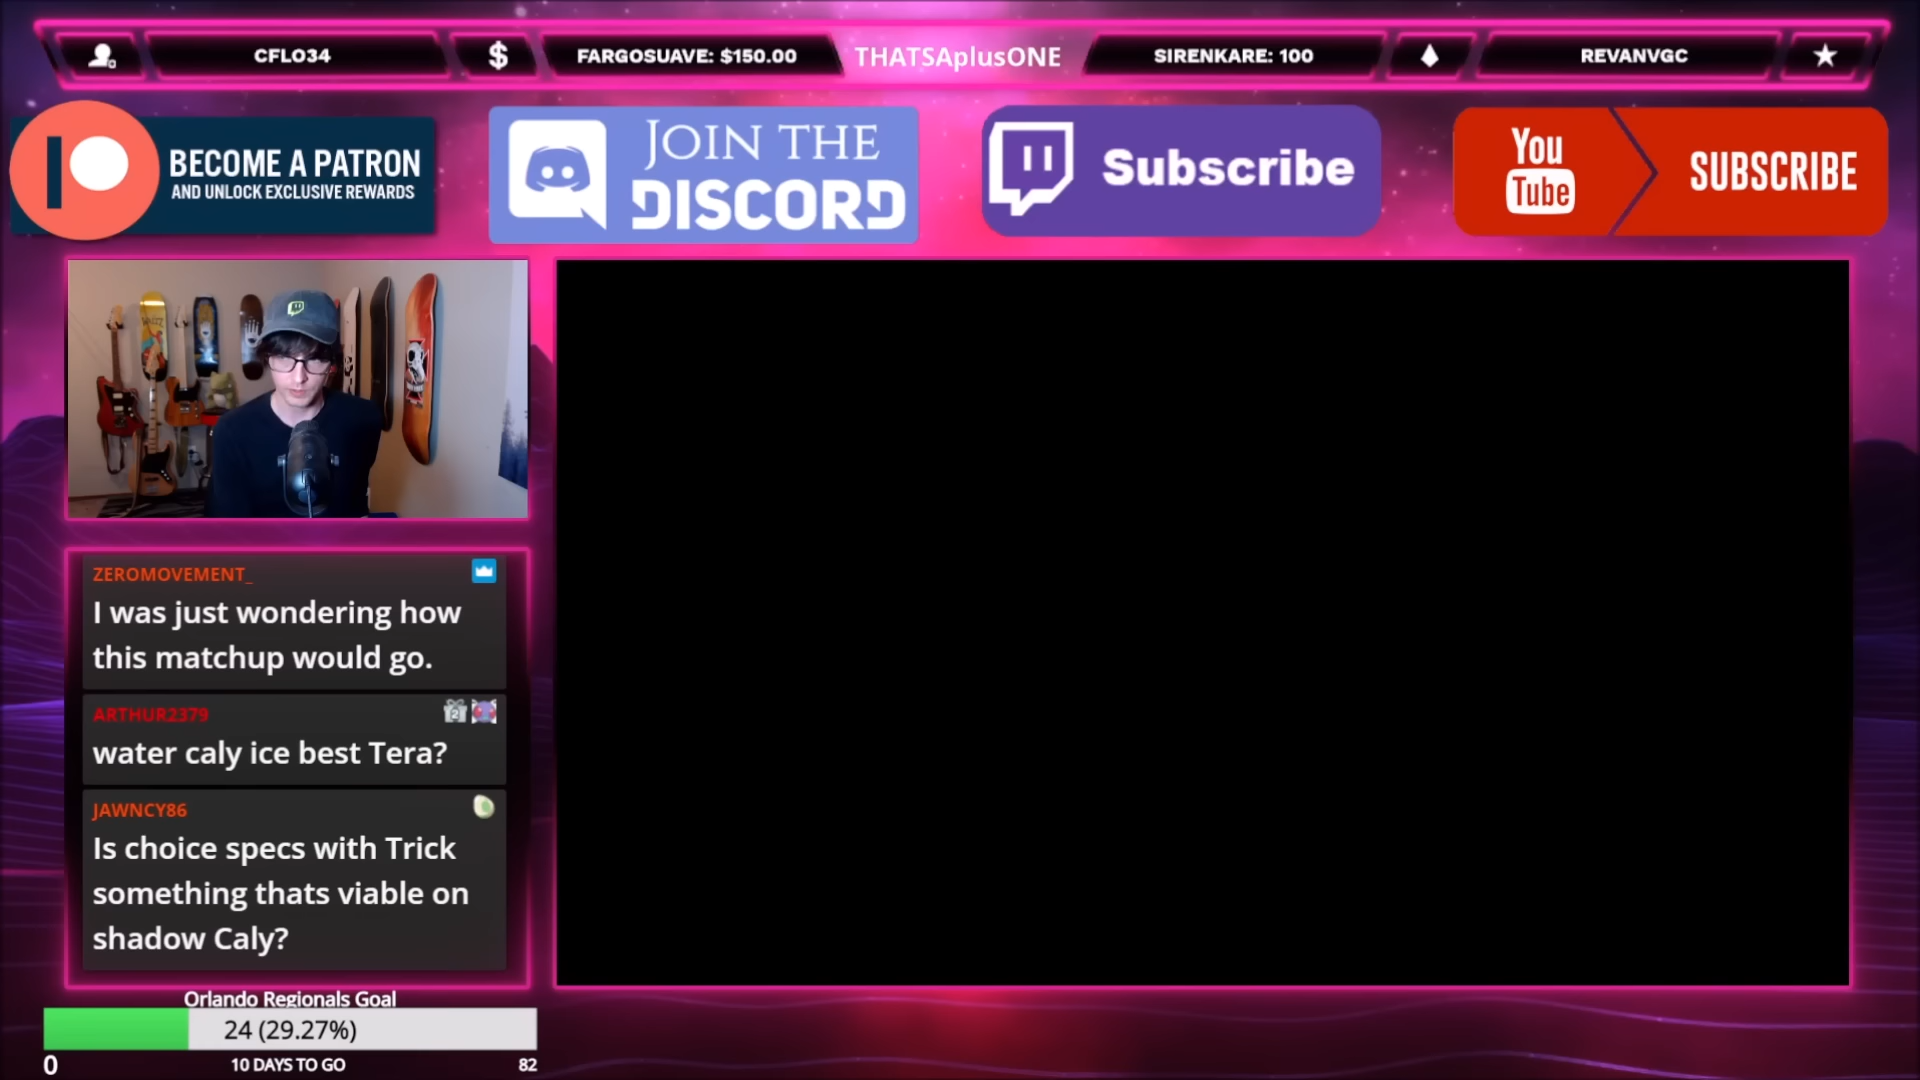 CFLO34
$
FARGOSUAVE: $150.00
THATSAplusONE
SIRENKARE: 100
REVANVGC
BECOME A PATRON
AND UNLOCK EXCLUSIVE REWARDS
JOIN THE
DISCORD
Subscribe
You
Tube
SUBSCRIBE
ZEROMOVEMENT_
I was just wondering how
this matchup would go.
ARTHUR2379
2
water caly ice best Tera?
JAWNCY86
Is choice specs with Trick
something thats viable on
shadow Caly?
Orlando Regionals Goal
24 (29.27%)
0
10 DAYS TO GO
82